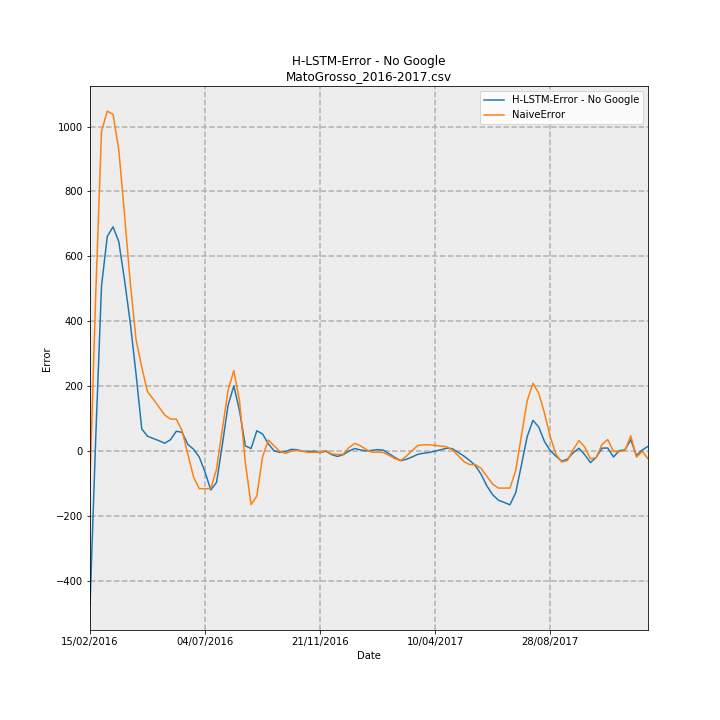 H-LSTM-Error - No Google
MatoGrosso_2016-2017.csv
H-LSTM-Error - No Google
NaiveError
1000
800
600
400
200
0
−200
−400
Error
15/02/2016
04/07/2016
21/11/2016
10/04/2017
28/08/2017
Date